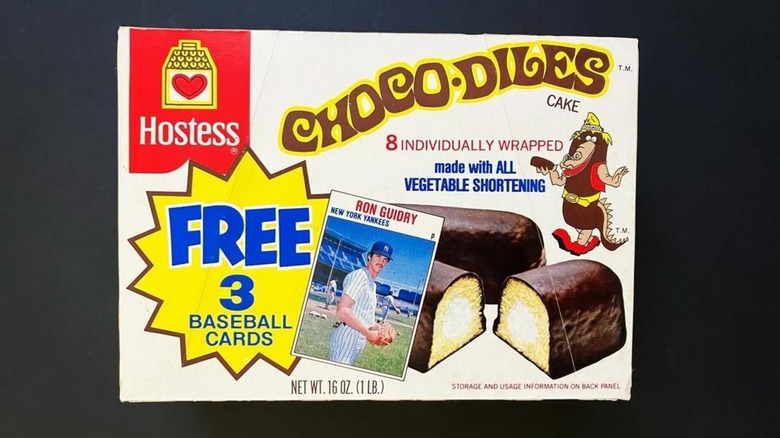 Hostess®
CHOCO·DILES T.M.
CAKE
8 INDIVIDUALLY WRAPPED
made with ALL
VEGETABLE SHORTENING
T.M.
FREE
3
BASEBALL
CARDS
RON GUIDRY
NEW YORK YANKEES
P
NET WT. 16 OZ. (1 LB.)
STORAGE AND USAGE INFORMATION ON BACK PANEL